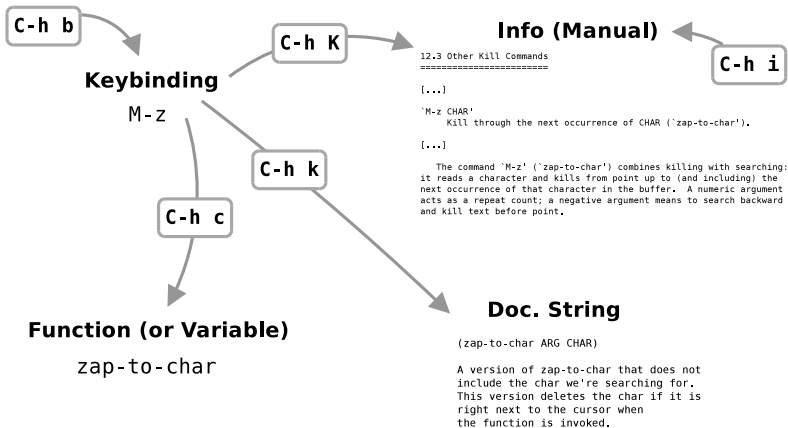 C-h b
C-h K
Info (Manual)
C-h i
12.3 Other Kill Commands
========================
[...]
`M-z CHAR'
Kill through the next occurrence of CHAR (`zap-to-char').
[...]
The command `M-z' (`zap-to-char') combines killing with searching:
it reads a character and kills from point up to (and including) the
next occurrence of that character in the buffer.  A numeric argument
acts as a repeat count; a negative argument means to search backward
and kill text before point.
Keybinding
M-z
C-h k
C-h c
Function (or Variable)
zap-to-char
Doc. String
(zap-to-char ARG CHAR)
A version of zap-to-char that does not
include the char we're searching for.
This version deletes the char if it is
right next to the cursor when
the function is invoked.